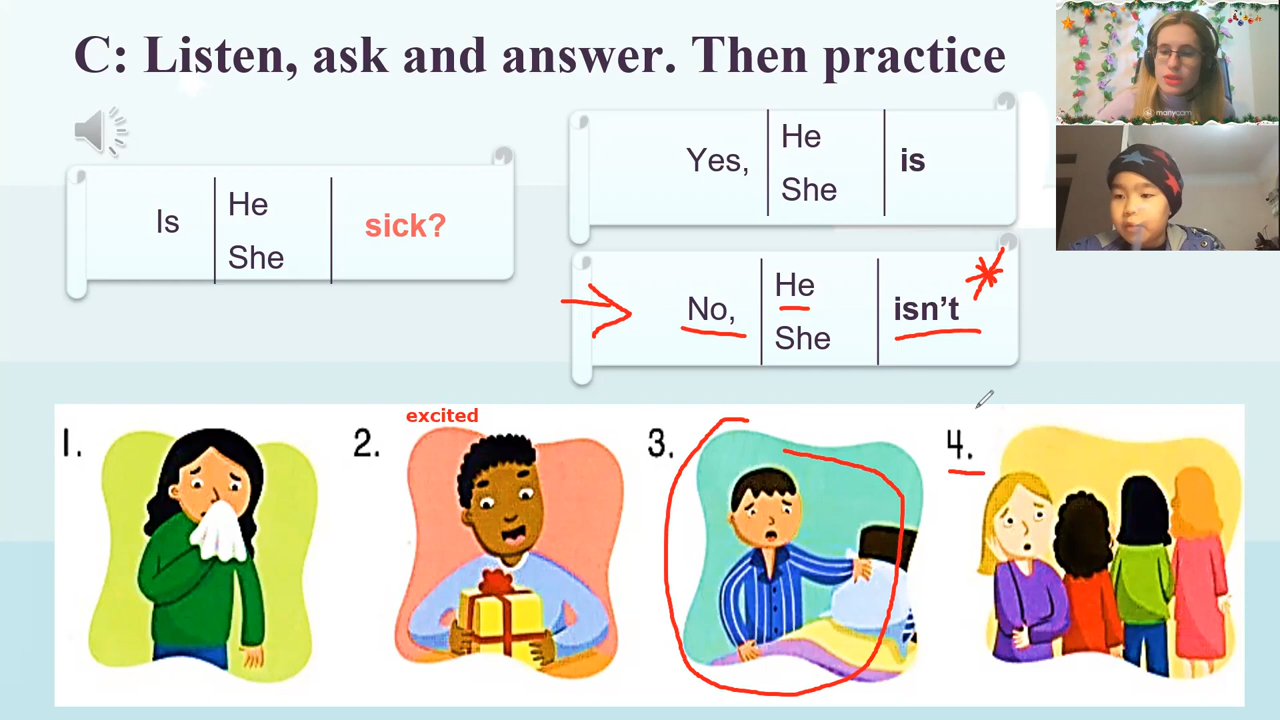 C: Listen, ask and answer. Then practice
manycam
Is
He
She
sick?
Yes,
He
She
is
No,
He
She
isn't
excited
1.
2.
3.
4.